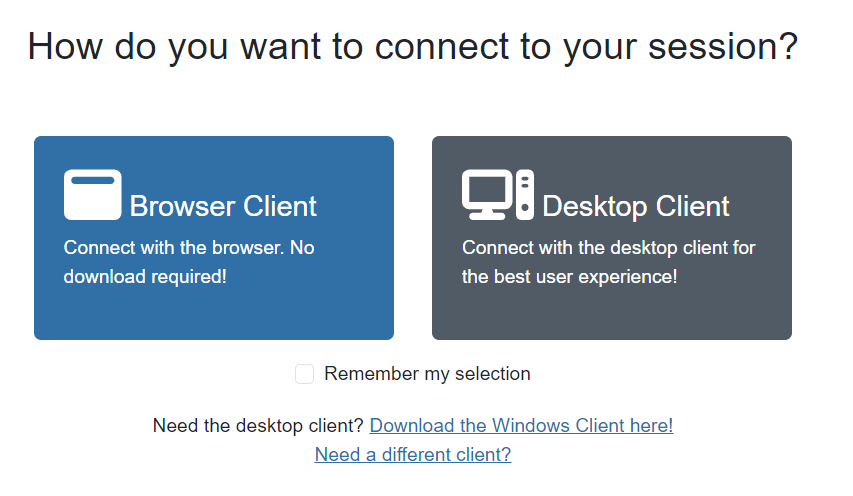 How do you want to connect to your session?
Browser Client
Connect with the browser. No
download required!
Desktop Client
Connect with the desktop client for
the best user experience!
Remember my selection
Need the desktop client? Download the Windows Client here!
Need a different client?